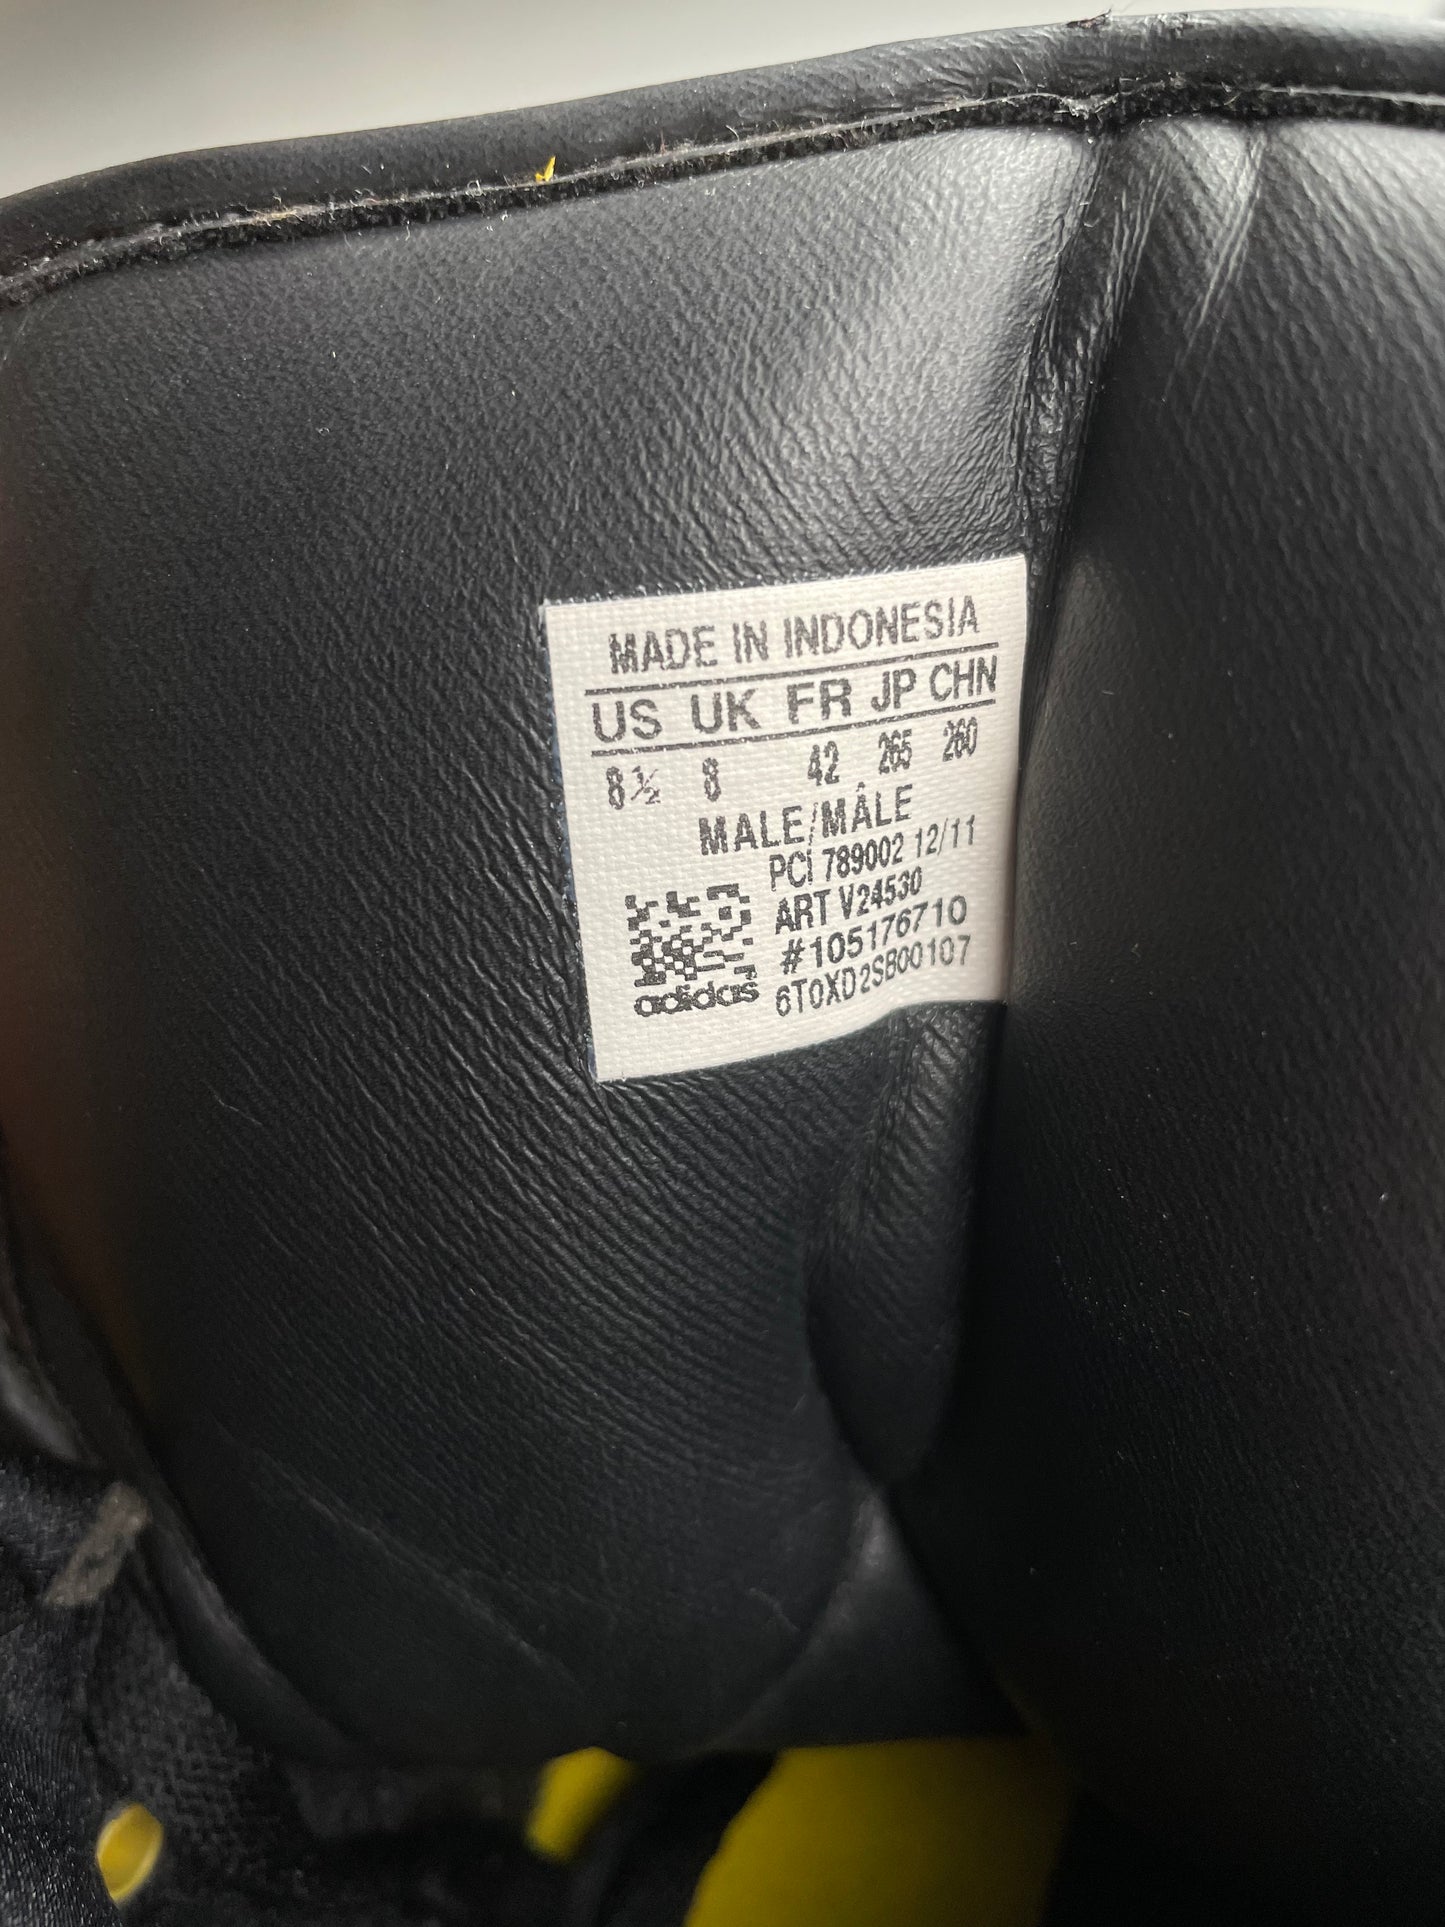 MADE IN INDONESIA
US UK FR JP CHN
8½ 8 42 265 260
MALE/MÂLE
PCI 789002 12/11
ART V24530
#105176710
adidas 6T0XD2SB00107